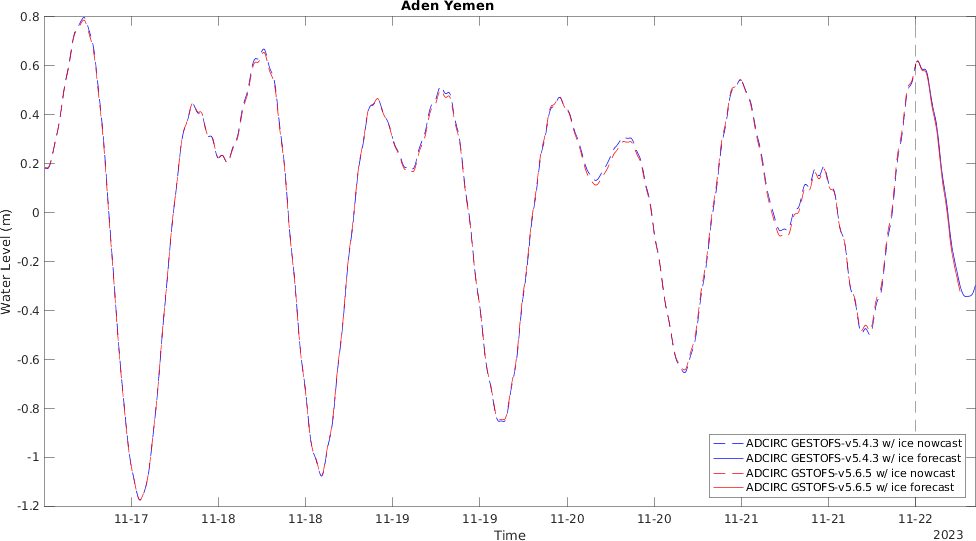 Aden Yemen
0.8
0.6
0.4
0.2
0
-0.2
-0.4
-0.6
-0.8
-1
-1.2
Water Level (m)
ADCIRC GESTOFS-v5.4.3 w/ ice nowcast
ADCIRC GESTOFS-v5.4.3 w/ ice forecast
ADCIRC GSTOFS-v5.6.5 w/ ice nowcast
ADCIRC GSTOFS-v5.6.5 w/ ice forecast
11-17 11-18 11-18 11-19 11-19 11-20 11-20 11-21 11-21 11-22
Time
2023